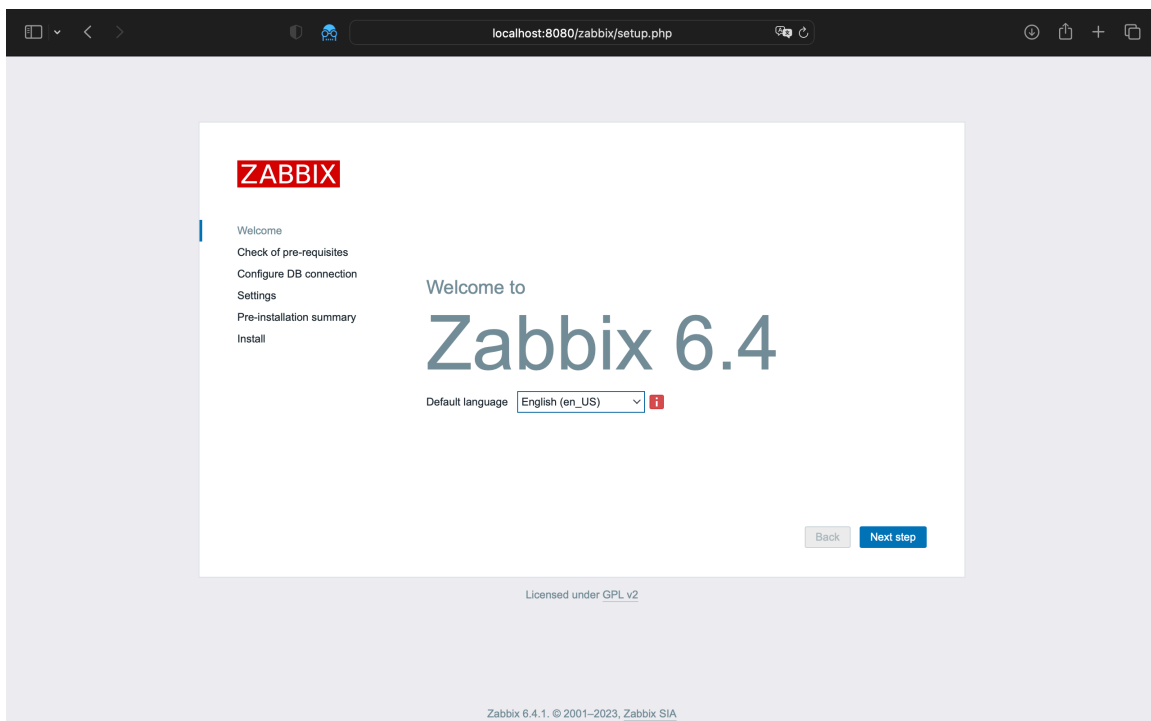 localhost:8080/zabbix/setup.php
ZABBIX
Welcome
Check of pre-requisites
Configure DB connection
Settings
Pre-installation summary
Install
Welcome to
Zabbix 6.4
Default language English (en_US) i
Back Next step
Licensed under GPL v2
Zabbix 6.4.1. © 2001–2023, Zabbix SIA